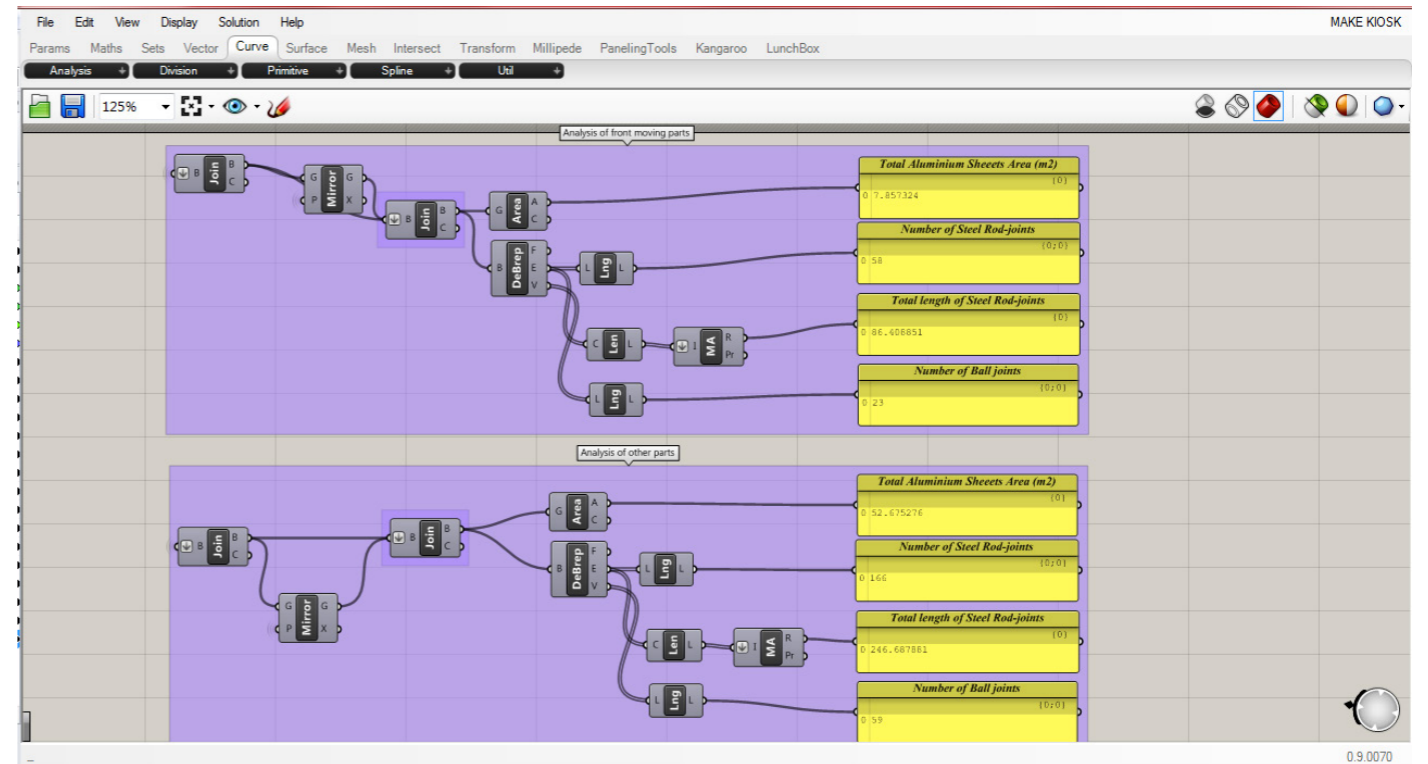 File Edit View Display Solution Help MAKE KIOSK
Params Maths Sets Vector Curve Surface Mesh Intersect Transform Millipede PanelingTools Kangaroo LunchBox
Analysis Division Primitive Spline Util
125%
Analysis of front moving parts
B Join B C
G P Mirror G X
B Join B C
G Area A C
B DeBrep F E V
L Lng L
C Len L
I MA R Pr
L Lng L
Total Aluminium Sheeets Area (m2)
{0}
0 7.857324
Number of Steel Rod-joints
{0;0}
0 58
Total length of Steel Rod-joints
{0}
0 86.406851
Number of Ball joints
{0;0}
0 23
Analysis of other parts
B Join B C
G P Mirror G X
B Join B C
G Area A C
B DeBrep F E V
L Lng L
C Len L
I MA R Pr
L Lng L
Total Aluminium Sheeets Area (m2)
{0}
0 52.675276
Number of Steel Rod-joints
{0;0}
0 166
Total length of Steel Rod-joints
{0}
0 246.687881
Number of Ball joints
{0;0}
0 59
0.9.0070